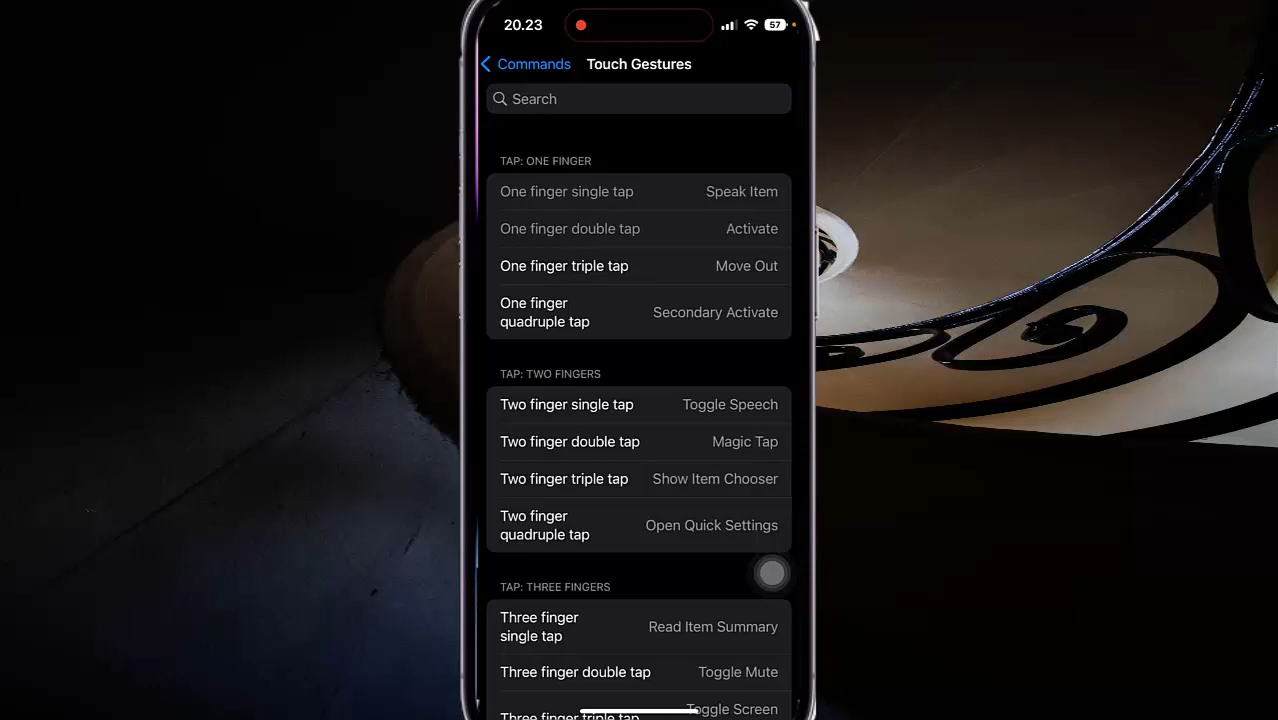 20.23
57
Commands
Touch Gestures
Search
TAP: ONE FINGER
One finger single tap Speak Item
One finger double tap Activate
One finger triple tap Move Out
One finger
quadruple tap
Secondary Activate
TAP: TWO FINGERS
Two finger single tap Toggle Speech
Two finger double tap Magic Tap
Two finger triple tap Show Item Chooser
Two finger
quadruple tap
Open Quick Settings
TAP: THREE FINGERS
Three finger
single tap
Read Item Summary
Three finger double tap Toggle Mute
Three finger triple tap
Toggle Screen